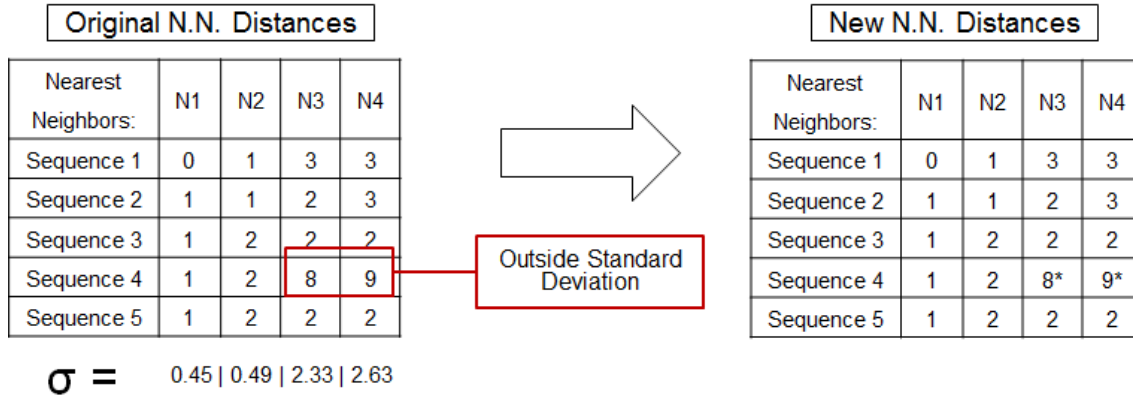 Original N.N. Distances
Nearest Neighbors: N1 N2 N3 N4
Sequence 1 0 1 3 3
Sequence 2 1 1 2 3
Sequence 3 1 2 2 2
Sequence 4 1 2 8 9
Sequence 5 1 2 2 2
σ = 0.45 | 0.49 | 2.33 | 2.63
Outside Standard
Deviation
New N.N. Distances
Nearest Neighbors: N1 N2 N3 N4
Sequence 1 0 1 3 3
Sequence 2 1 1 2 3
Sequence 3 1 2 2 2
Sequence 4 1 2 8* 9*
Sequence 5 1 2 2 2